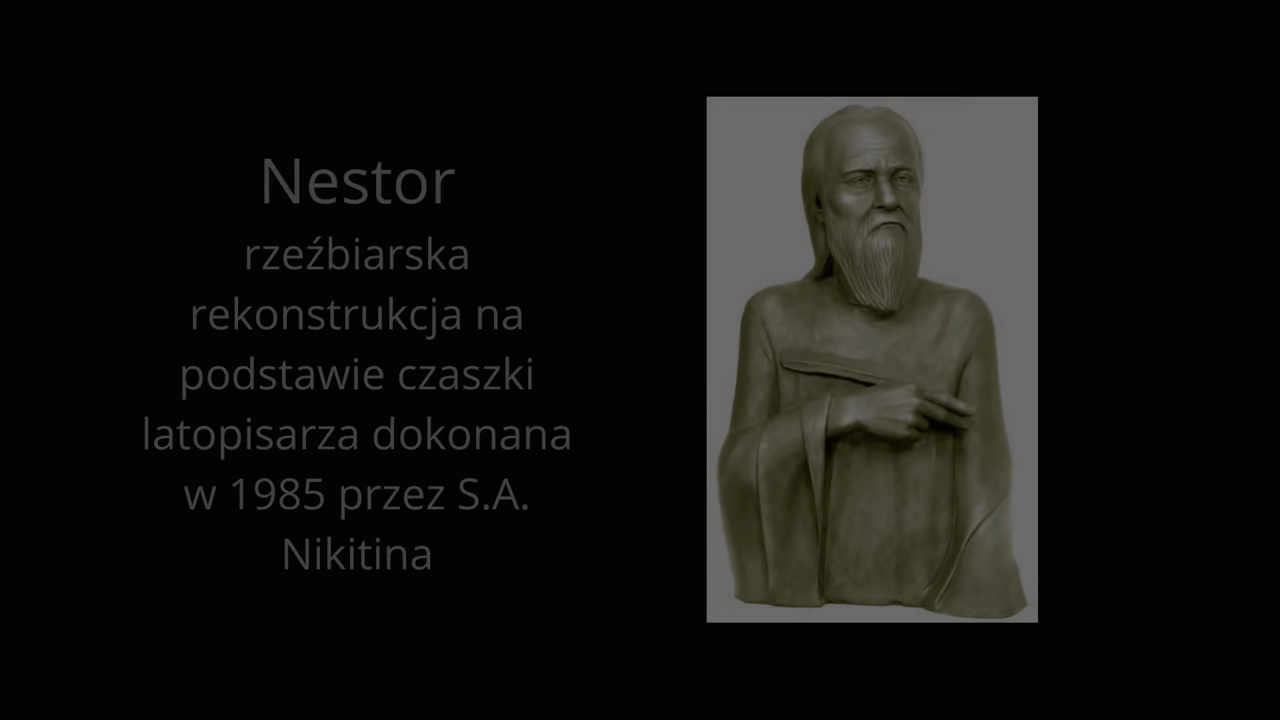 Nestor
rzeźbiarska
rekonstrukcja na
podstawie czaszki
latopisarza dokonana
w 1985 przez S.A.
Nikitina